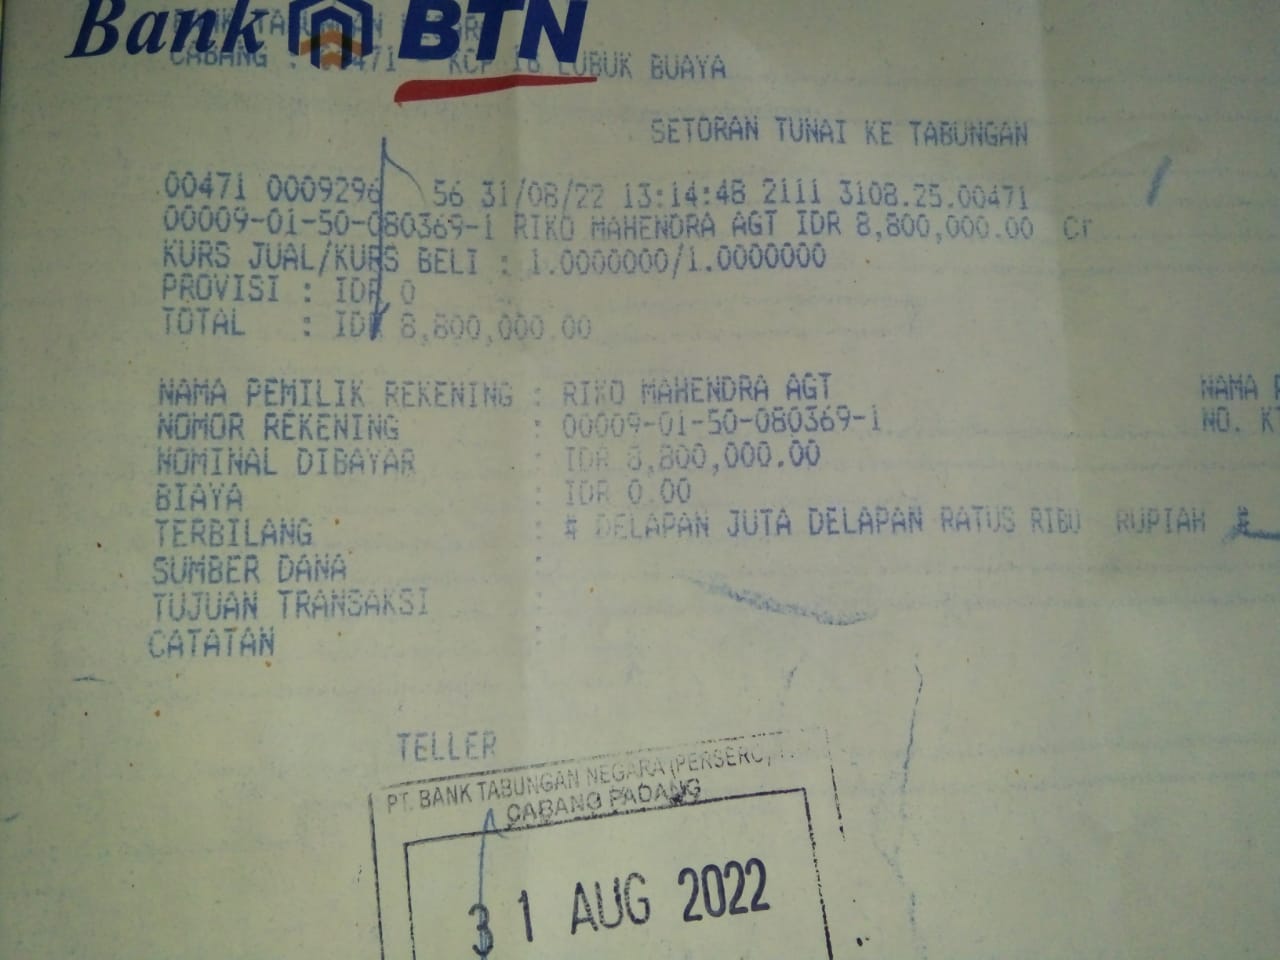 Bank BTN
CABANG : 00471 - KCP 18 LUBUK BUAYA
SETORAN TUNAI KE TABUNGAN
00471 0009296 56 31/08/22 13:14:48 2111 3108.25.00471
00009-01-50-080369-1 RIKO MAHENDRA AGT IDR 8,800,000.00 Cr
KURS JUAL/KURS BELI : 1.0000000/1.0000000
PROVISI : IDR 0
TOTAL : IDR 8,800,000.00
NAMA PEMILIK REKENING : RIKO MAHENDRA AGT NAMA
NOMOR REKENING : 00009-01-50-080369-1 NO.
NOMINAL DIBAYAR : IDR 8,800,000.00
BIAYA : IDR 0.00
TERBILANG : # DELAPAN JUTA DELAPAN RATUS RIBU RUPIAH #
SUMBER DANA :
TUJUAN TRANSAKSI :
CATATAN :
TELLER
PT. BANK TABUNGAN NEGARA (PERSERO)
CABANG PADANG
31 AUG 2022